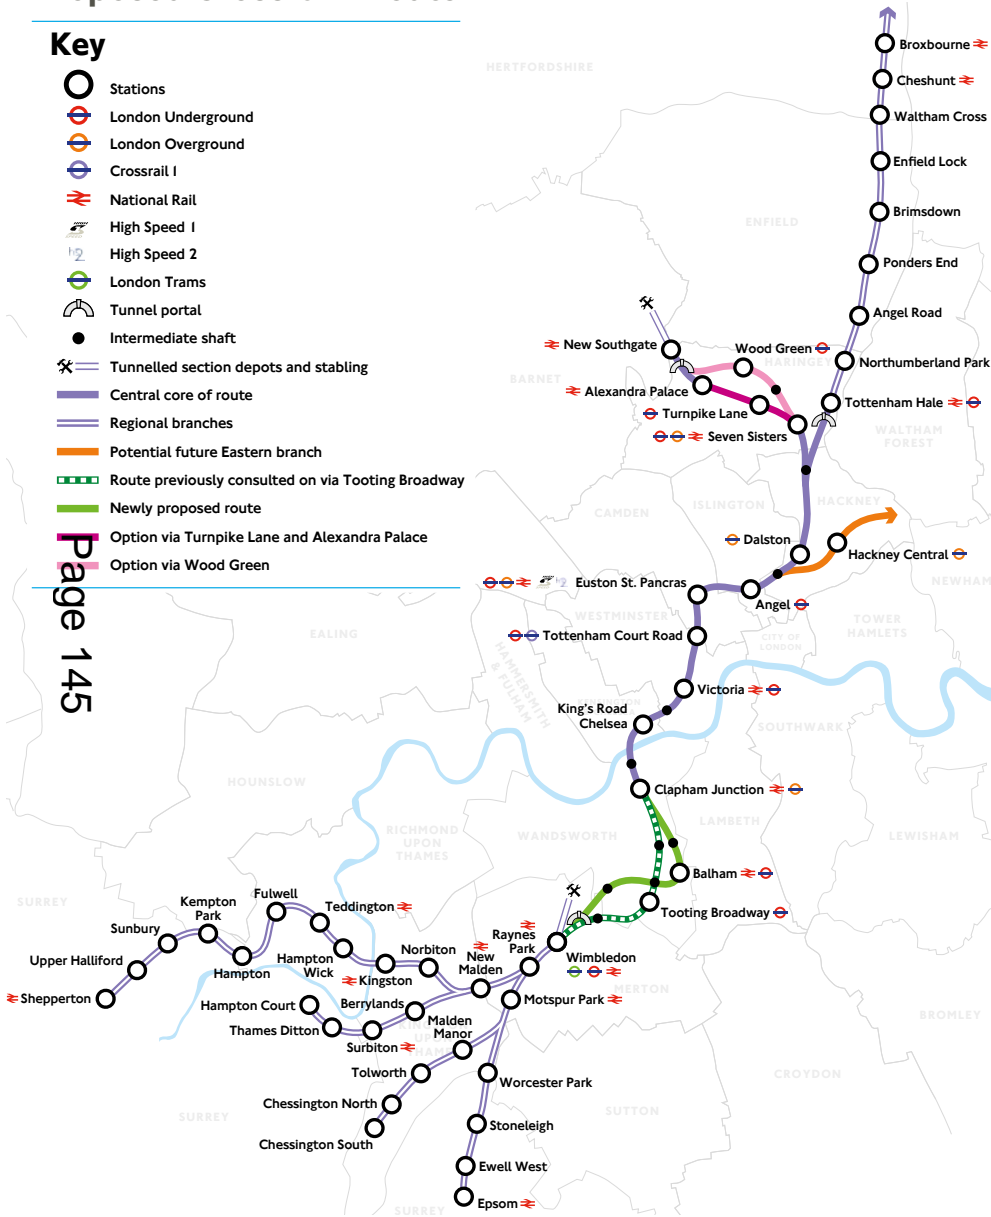 Key
Stations
London Underground
London Overground
Crossrail 1
National Rail
High Speed 1
High Speed 2
London Trams
Tunnel portal
Intermediate shaft
Tunnelled section depots and stabling
Central core of route
Regional branches
Potential future Eastern branch
Route previously consulted on via Tooting Broadway
Newly proposed route
Option via Turnpike Lane and Alexandra Palace
Option via Wood Green
Page 145
HERTFORDSHIRE
Broxbourne
Cheshunt
Waltham Cross
Enfield Lock
Brimsdown
ENFIELD
Ponders End
Angel Road
New Southgate
Wood Green
HARINGEY
Northumberland Park
BARNET
Alexandra Palace
Tottenham Hale
Turnpike Lane
Seven Sisters
WALTHAM
FOREST
ISLINGTON
HACKNEY
CAMDEN
Dalston
Hackney Central
Euston St. Pancras
NEWHAM
Angel
WESTMINSTER
TOWER
HAMLETS
EALING
Tottenham Court Road
CITY OF
LONDON
HAMMERSMITH
& FULHAM
Victoria
King's Road
Chelsea
SOUTHWARK
HOUNSLOW
Clapham Junction
RICHMOND
UPON
THAMES
WANDSWORTH
LAMBETH
LEWISHAM
Balham
SURREY
Fulwell
Kempton
Park
Teddington
Tooting Broadway
Sunbury
Raynes
Park
Upper Halliford
Hampton
Hampton
Wick
Norbiton
New
Malden
Wimbledon
Kingston
Shepperton
MERTON
Hampton Court
Berrylands
Motspur Park
Thames Ditton
Malden
Manor
BROMLEY
Surbiton
Tolworth
CROYDON
Worcester Park
Chessington North
SURREY
SUTTON
Stoneleigh
Chessington South
Ewell West
Epsom
SURREY